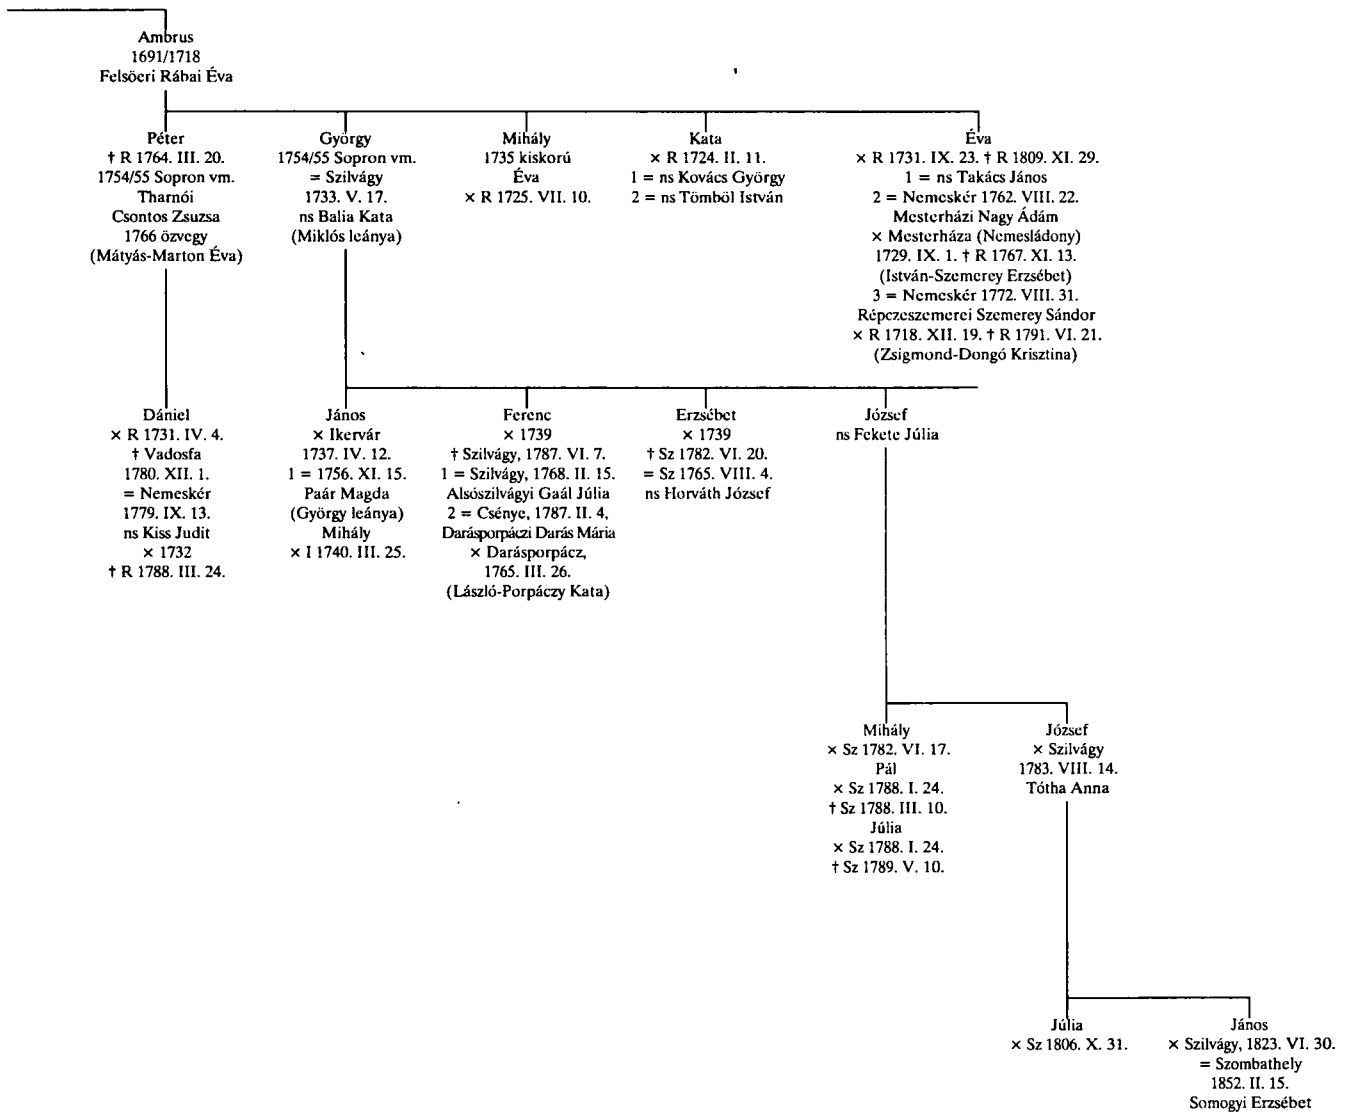 Ambrus
1691/1718
Felsőeri Rábai Éva
Péter
† R 1764. III. 20.
1754/55 Sopron vm.
Tharnói
Csontos Zsuzsa
1766 özvegy
(Mátyás-Marton Éva)
György
1754/55 Sopron vm.
= Szilvágy
1733. V. 17.
ns Balia Kata
(Miklós leánya)
Mihály
1735 kiskorú
Éva
× R 1725. VII. 10.
Kata
× R 1724. II. 11.
1 = ns Kovács György
2 = ns Tömböl István
Éva
× R 1731. IX. 23. † R 1809. XI. 29.
1 = ns Takács János
2 = Nemeskér 1762. VIII. 22.
Mesterházi Nagy Ádám
× Mesterháza (Nemesládony)
1729. IX. 1. † R 1767. XI. 13.
(István-Szemerey Erzsébet)
3 = Nemeskér 1772. VIII. 31.
Répczeszemerei Szemerey Sándor
× R 1718. XII. 19. † R 1791. VI. 21.
(Zsigmond-Dongó Krisztina)
Dániel
× R 1731. IV. 4.
† Vadosfa
1780. XII. 1.
= Nemeskér
1779. IX. 13.
ns Kiss Judit
× 1732
† R 1788. III. 24.
János
× Ikervár
1737. IV. 12.
1 = 1756. XI. 15.
Paár Magda
(György leánya)
Mihály
× I 1740. III. 25.
Ferenc
× 1739
† Szilvágy, 1787. VI. 7.
1 = Szilvágy, 1768. II. 15.
Alsószilvágyi Gaál Júlia
2 = Csénye, 1787. II. 4,
Darásporpáczi Darás Mária
× Darásporpácz,
1765. III. 26.
(László-Porpáczy Kata)
Erzsébet
× 1739
† Sz 1782. VI. 20.
= Sz 1765. VIII. 4.
ns Horváth József
József
ns Fekete Júlia
Mihály
× Sz 1782. VI. 17.
Pál
× Sz 1788. I. 24.
† Sz 1788. III. 10.
Júlia
× Sz 1788. I. 24.
† Sz 1789. V. 10.
József
× Szilvágy
1783. VIII. 14.
Tótha Anna
Júlia
× Sz 1806. X. 31.
János
× Szilvágy, 1823. VI. 30.
= Szombathely
1852. II. 15.
Somogyi Erzsébet